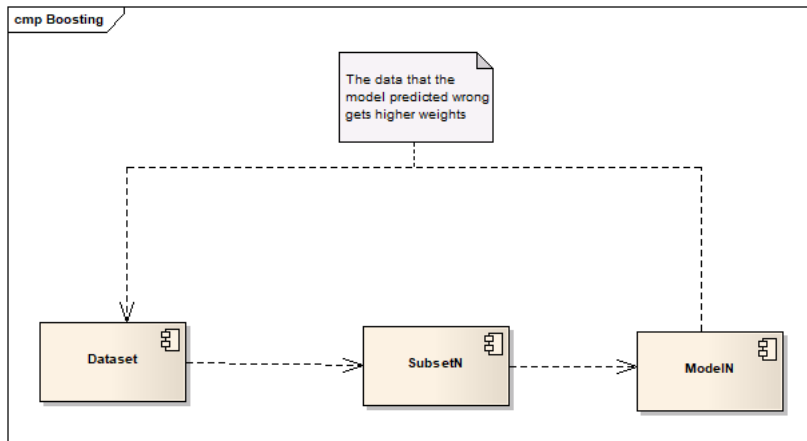 cmp Boosting
The data that the
model predicted wrong
gets higher weights
Dataset
SubsetN
ModelN